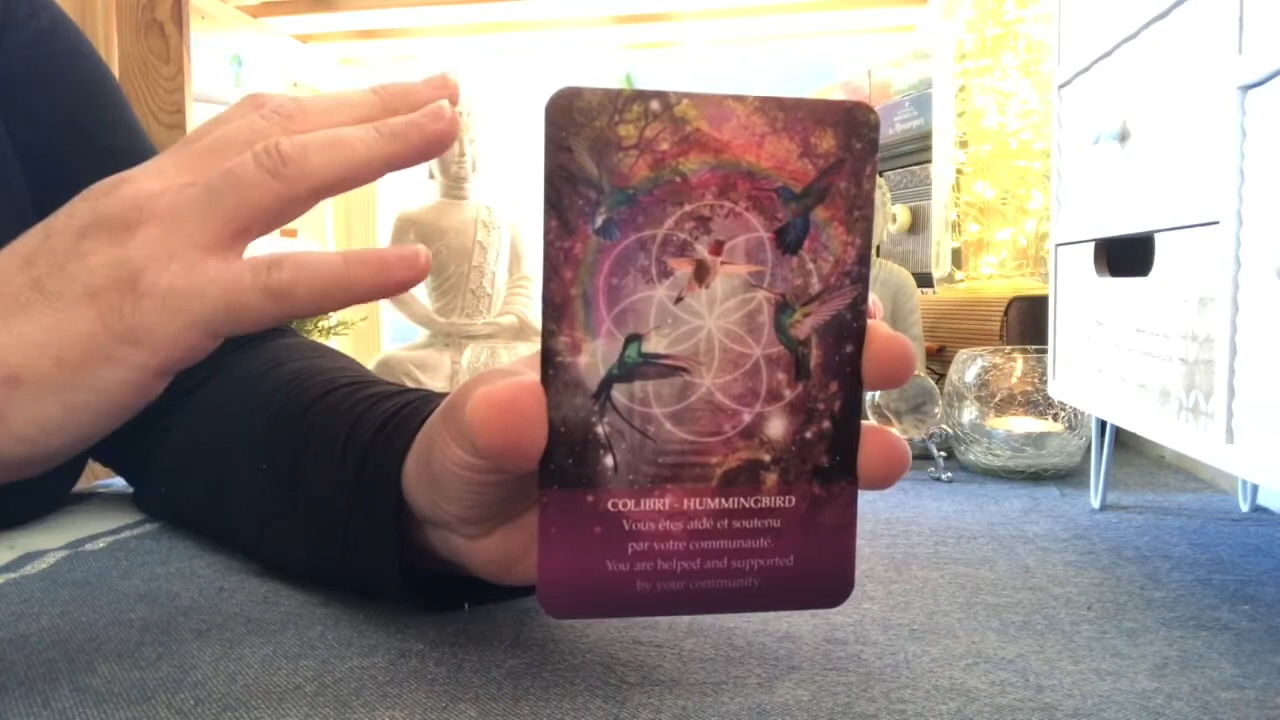 COLIBRI - HUMMINGBIRD
Vous êtes aidé et soutenu
par votre communauté.
You are helped and supported
by your community